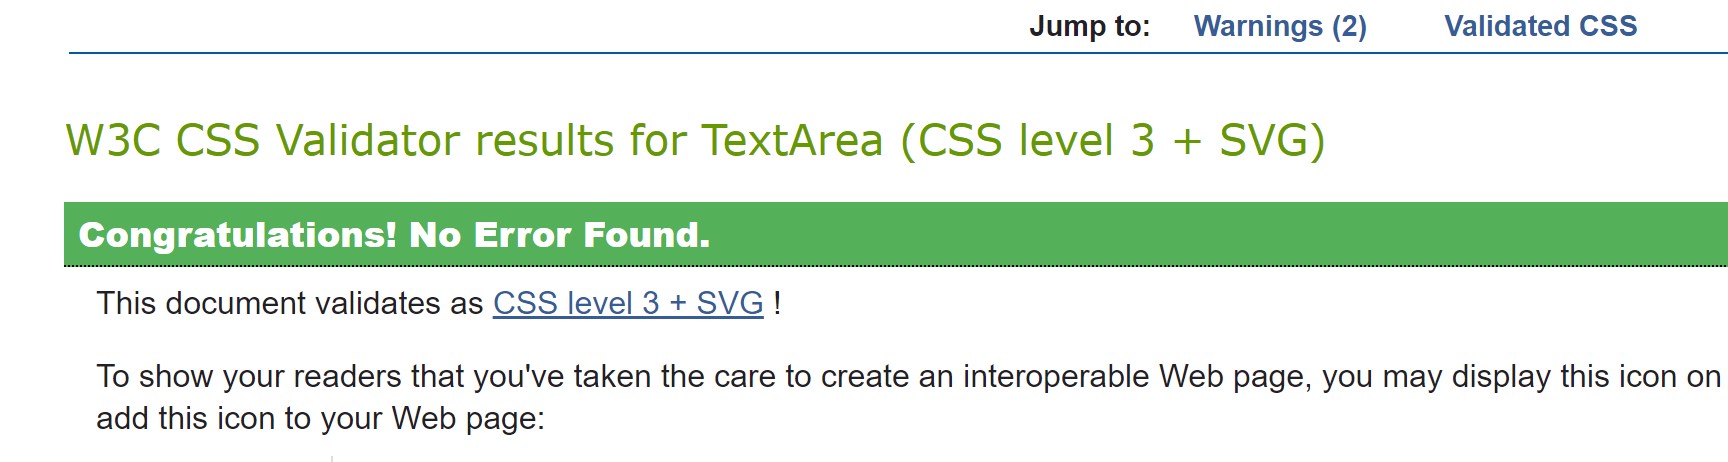 Jump to: Warnings (2) Validated CSS
W3C CSS Validator results for TextArea (CSS level 3 + SVG)
Congratulations! No Error Found.
This document validates as CSS level 3 + SVG !
To show your readers that you've taken the care to create an interoperable Web page, you may display this icon on
add this icon to your Web page: